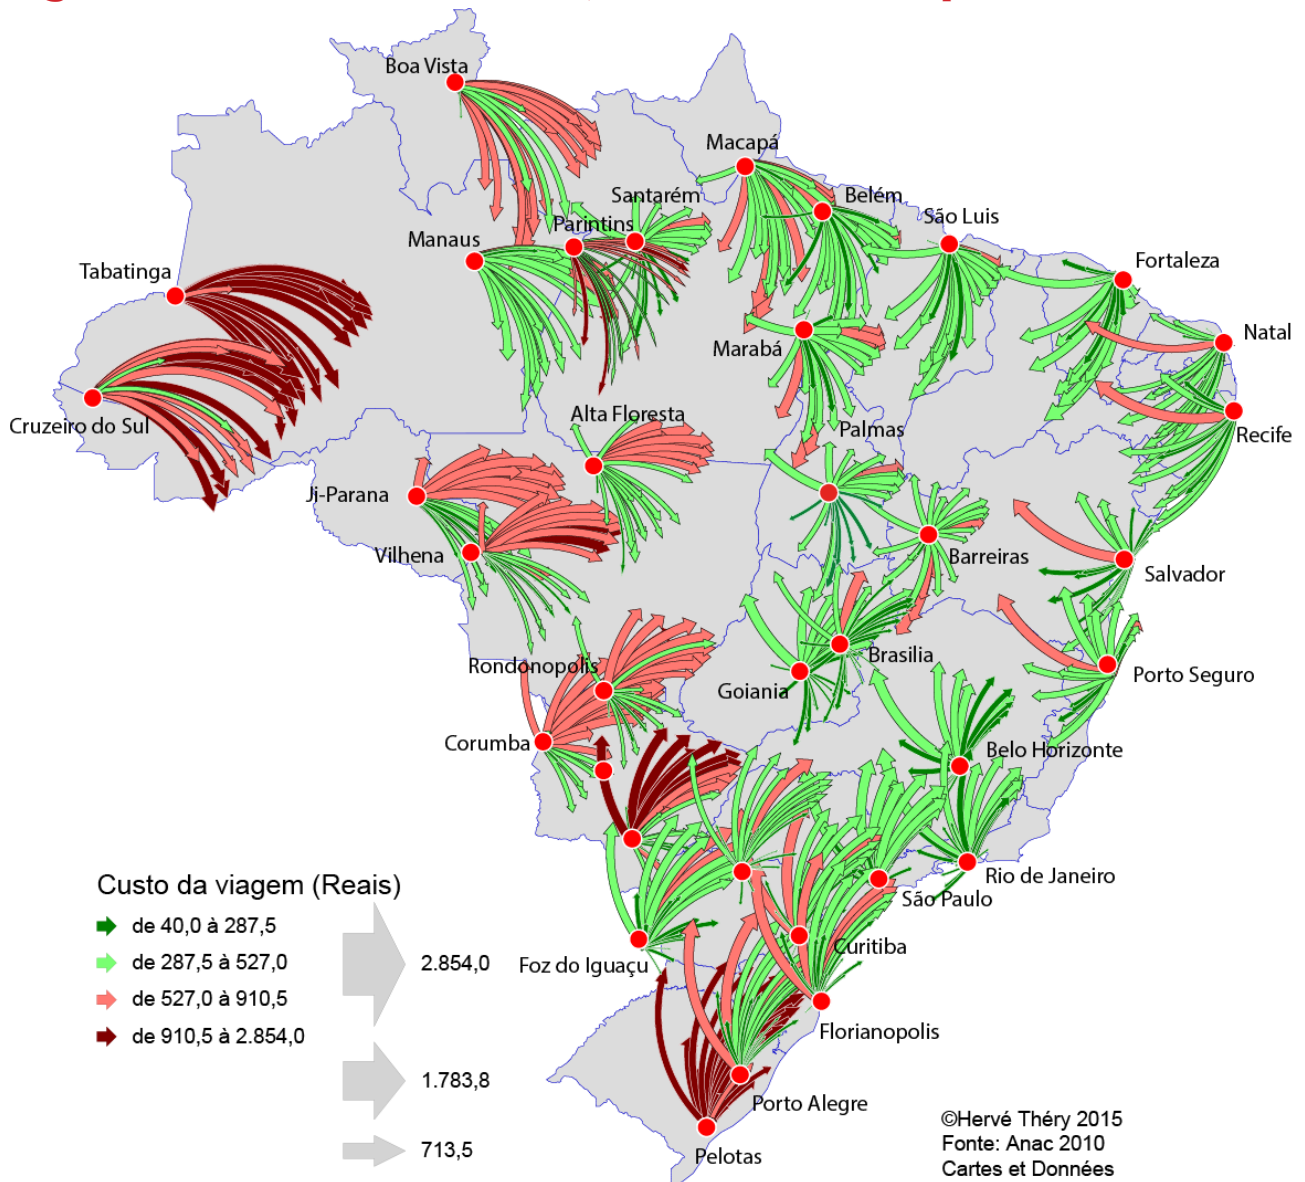 Boa Vista
Macapá
Santarém
Belém
São Luis
Parintins
Manaus
Fortaleza
Tabatinga
Natal
Marabá
Alta Floresta
Palmas
Recife
Cruzeiro do Sul
Ji-Parana
Vilhena
Barreiras
Salvador
Brasilia
Rondonopolis
Goiania
Porto Seguro
Corumba
Belo Horizonte
Rio de Janeiro
São Paulo
Curitiba
Foz do Iguaçu
Florianopolis
Porto Alegre
Pelotas
Custo da viagem (Reais)
de 40,0 à 287,5
de 287,5 à 527,0
de 527,0 à 910,5
de 910,5 à 2.854,0
2.854,0
1.783,8
713,5
©Hervé Théry 2015
Fonte: Anac 2010
Cartes et Données